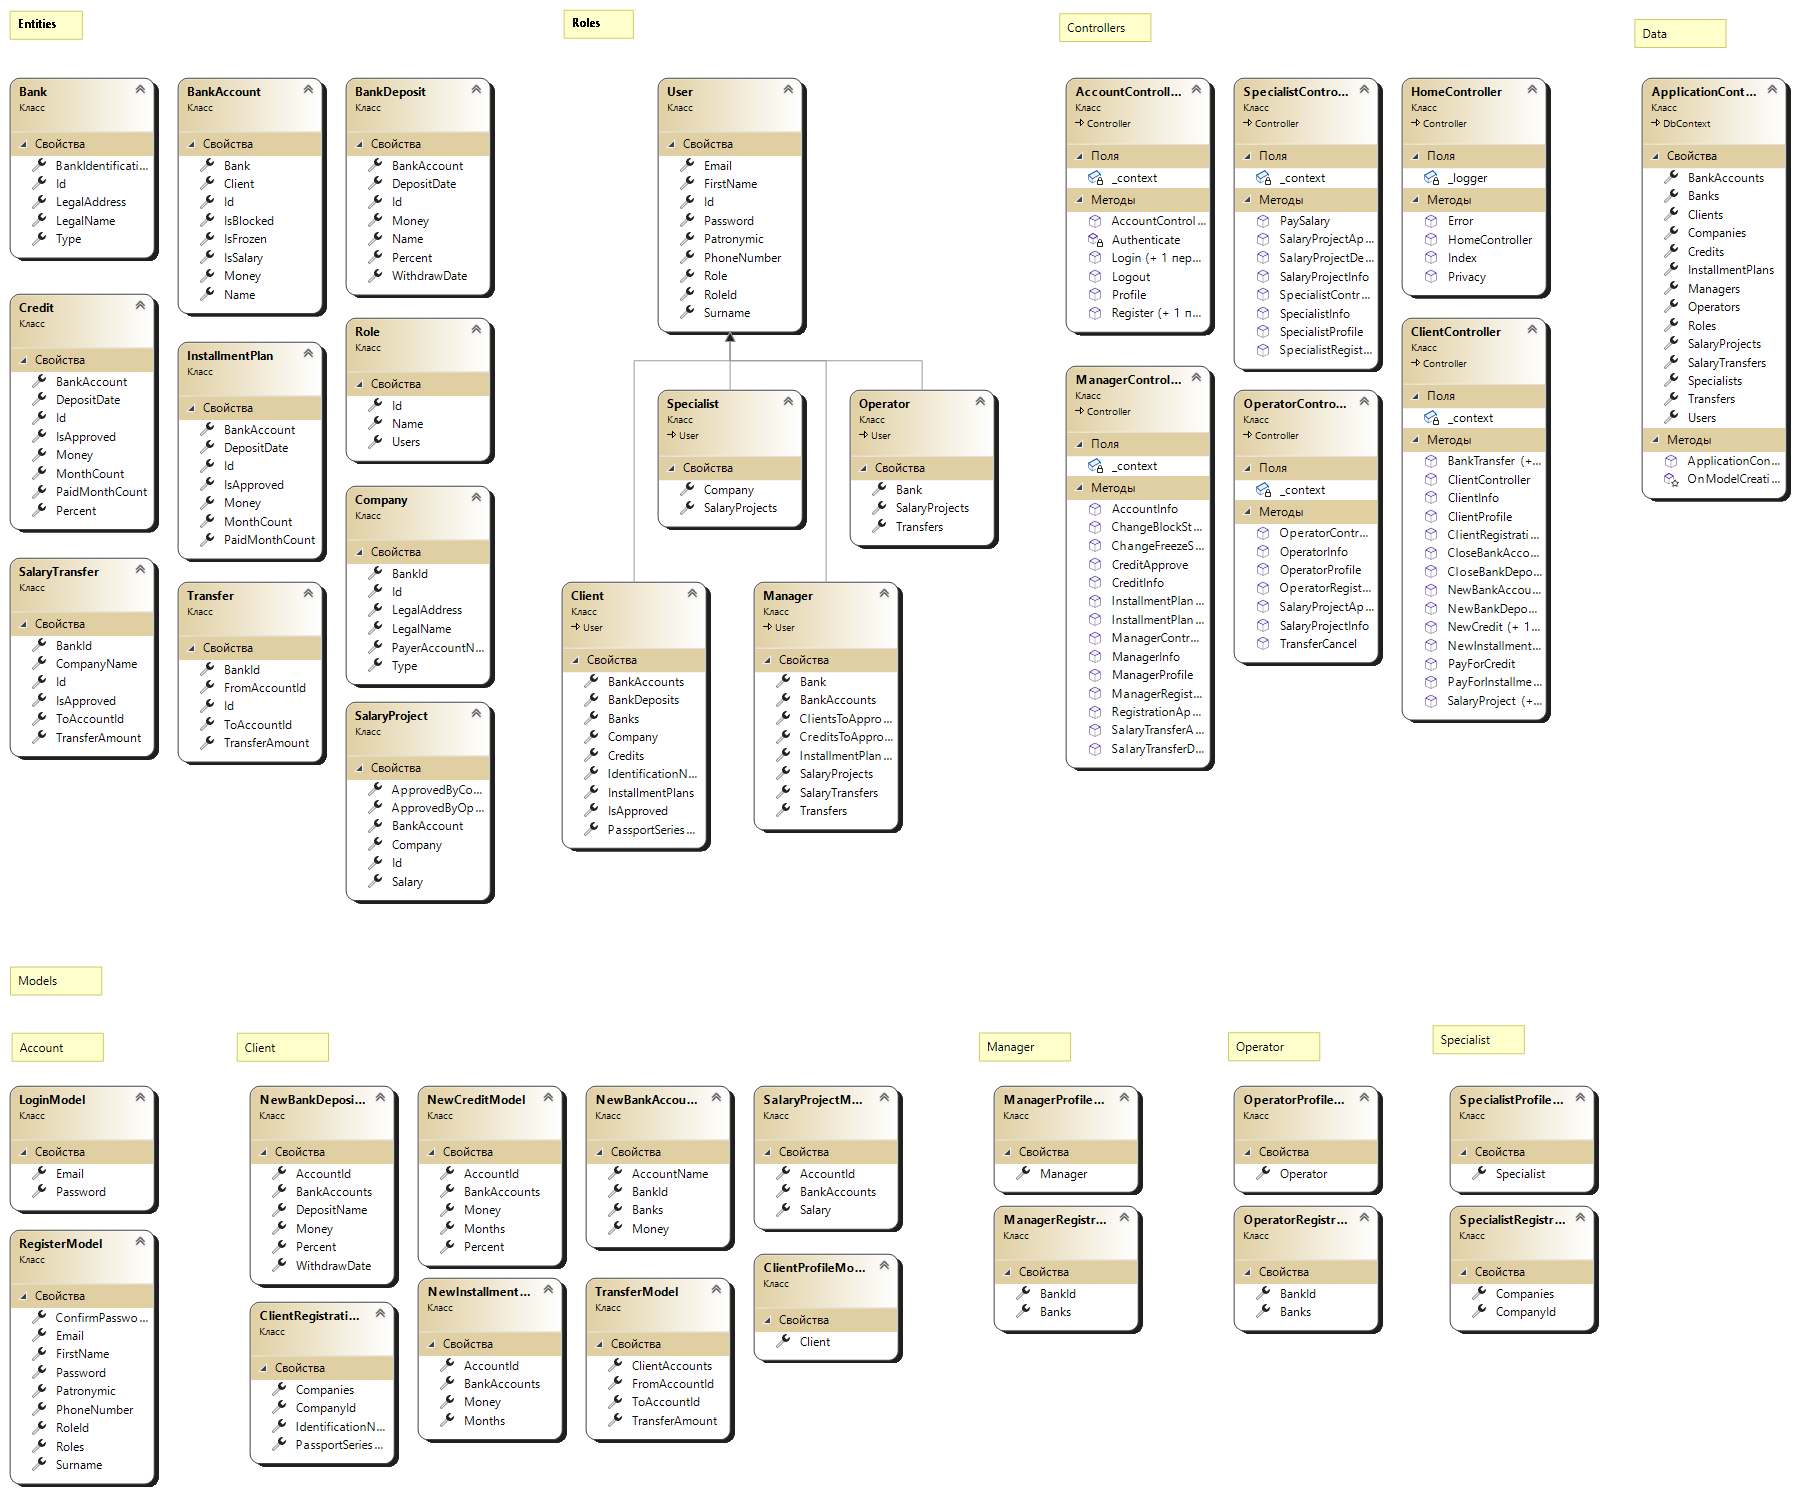 Entities
Roles
Controllers
Data
Bank
Класс
Свойства
BankIdentificati...
Id
LegalAddress
LegalName
Type
BankAccount
Класс
Свойства
Bank
Client
Id
IsBlocked
IsFrozen
IsSalary
Money
Name
BankDeposit
Класс
Свойства
BankAccount
DepositDate
Id
Money
Name
Percent
WithdrawDate
Credit
Класс
Свойства
BankAccount
DepositDate
Id
IsApproved
Money
MonthCount
PaidMonthCount
Percent
InstallmentPlan
Класс
Свойства
BankAccount
DepositDate
Id
IsApproved
Money
MonthCount
PaidMonthCount
Role
Класс
Свойства
Id
Name
Users
Company
Класс
Свойства
BankId
Id
LegalAddress
LegalName
PayerAccountN...
Type
SalaryTransfer
Класс
Свойства
BankId
CompanyName
Id
IsApproved
ToAccountId
TransferAmount
Transfer
Класс
Свойства
BankId
FromAccountId
Id
ToAccountId
TransferAmount
SalaryProject
Класс
Свойства
ApprovedByCo...
ApprovedByOp...
BankAccount
Company
Id
Salary
User
Класс
Свойства
Email
FirstName
Id
Password
Patronymic
PhoneNumber
Role
RoleId
Surname
Specialist
Класс
User
Свойства
Company
SalaryProjects
Operator
Класс
User
Свойства
Bank
SalaryProjects
Transfers
Client
Класс
User
Свойства
BankAccounts
BankDeposits
Banks
Company
Credits
IdentificationN...
InstallmentPlans
IsApproved
PassportSeries...
Manager
Класс
User
Свойства
Bank
BankAccounts
ClientsToAppro...
CreditsToAppro...
InstallmentPlan...
SalaryProjects
SalaryTransfers
Transfers
AccountControll...
Класс
Controller
Поля
_context
Методы
AccountControl...
Authenticate
Login (+ 1 пер...
Logout
Profile
Register (+ 1 п...
SpecialistContro...
Класс
Controller
Поля
_context
Методы
PaySalary
SalaryProjectAp...
SalaryProjectDe...
SalaryProjectInfo
SpecialistContr...
SpecialistInfo
SpecialistProfile
SpecialistRegist...
HomeController
Класс
Controller
Поля
_logger
Методы
Error
HomeController
Index
Privacy
ManagerControl...
Класс
Controller
Поля
_context
Методы
AccountInfo
ChangeBlockSt...
ChangeFreezeS...
CreditApprove
CreditInfo
InstallmentPlan...
InstallmentPlan...
ManagerContr...
ManagerInfo
ManagerProfile
ManagerRegist...
RegistrationAp...
SalaryTransferA...
SalaryTransferD...
OperatorContro...
Класс
Controller
Поля
_context
Методы
OperatorContr...
OperatorInfo
OperatorProfile
OperatorRegist...
SalaryProjectAp...
SalaryProjectInfo
TransferCancel
ClientController
Класс
Controller
Поля
_context
Методы
BankTransfer (+...
ClientController
ClientInfo
ClientProfile
ClientRegistrati...
CloseBankAcco...
CloseBankDepo...
NewBankAccou...
NewBankDepo...
NewCredit (+ 1...
NewInstallment...
PayForCredit
PayForInstallme...
SalaryProject (+...
ApplicationCont...
Класс
DbContext
Свойства
BankAccounts
Banks
Clients
Companies
Credits
InstallmentPlans
Managers
Operators
Roles
SalaryProjects
SalaryTransfers
Specialists
Transfers
Users
Методы
ApplicationCon...
OnModelCreati...
Models
Account
Client
Manager
Operator
Specialist
LoginModel
Класс
Свойства
Email
Password
RegisterModel
Класс
Свойства
ConfirmPasswo...
Email
FirstName
Password
Patronymic
PhoneNumber
RoleId
Roles
Surname
NewBankDeposi...
Класс
Свойства
AccountId
BankAccounts
DepositName
Money
Percent
WithdrawDate
NewCreditModel
Класс
Свойства
AccountId
BankAccounts
Money
Months
Percent
NewBankAccou...
Класс
Свойства
AccountName
BankId
Banks
Money
SalaryProjectM...
Класс
Свойства
AccountId
BankAccounts
Salary
ClientRegistrati...
Класс
Свойства
Companies
CompanyId
IdentificationN...
PassportSeries...
NewInstallment...
Класс
Свойства
AccountId
BankAccounts
Money
Months
TransferModel
Класс
Свойства
ClientAccounts
FromAccountId
ToAccountId
TransferAmount
ClientProfileMo...
Класс
Свойства
Client
ManagerProfile...
Класс
Свойства
Manager
ManagerRegistr...
Класс
Свойства
BankId
Banks
OperatorProfile...
Класс
Свойства
Operator
OperatorRegistr...
Класс
Свойства
BankId
Banks
SpecialistProfile...
Класс
Свойства
Specialist
SpecialistRegistr...
Класс
Свойства
Companies
CompanyId